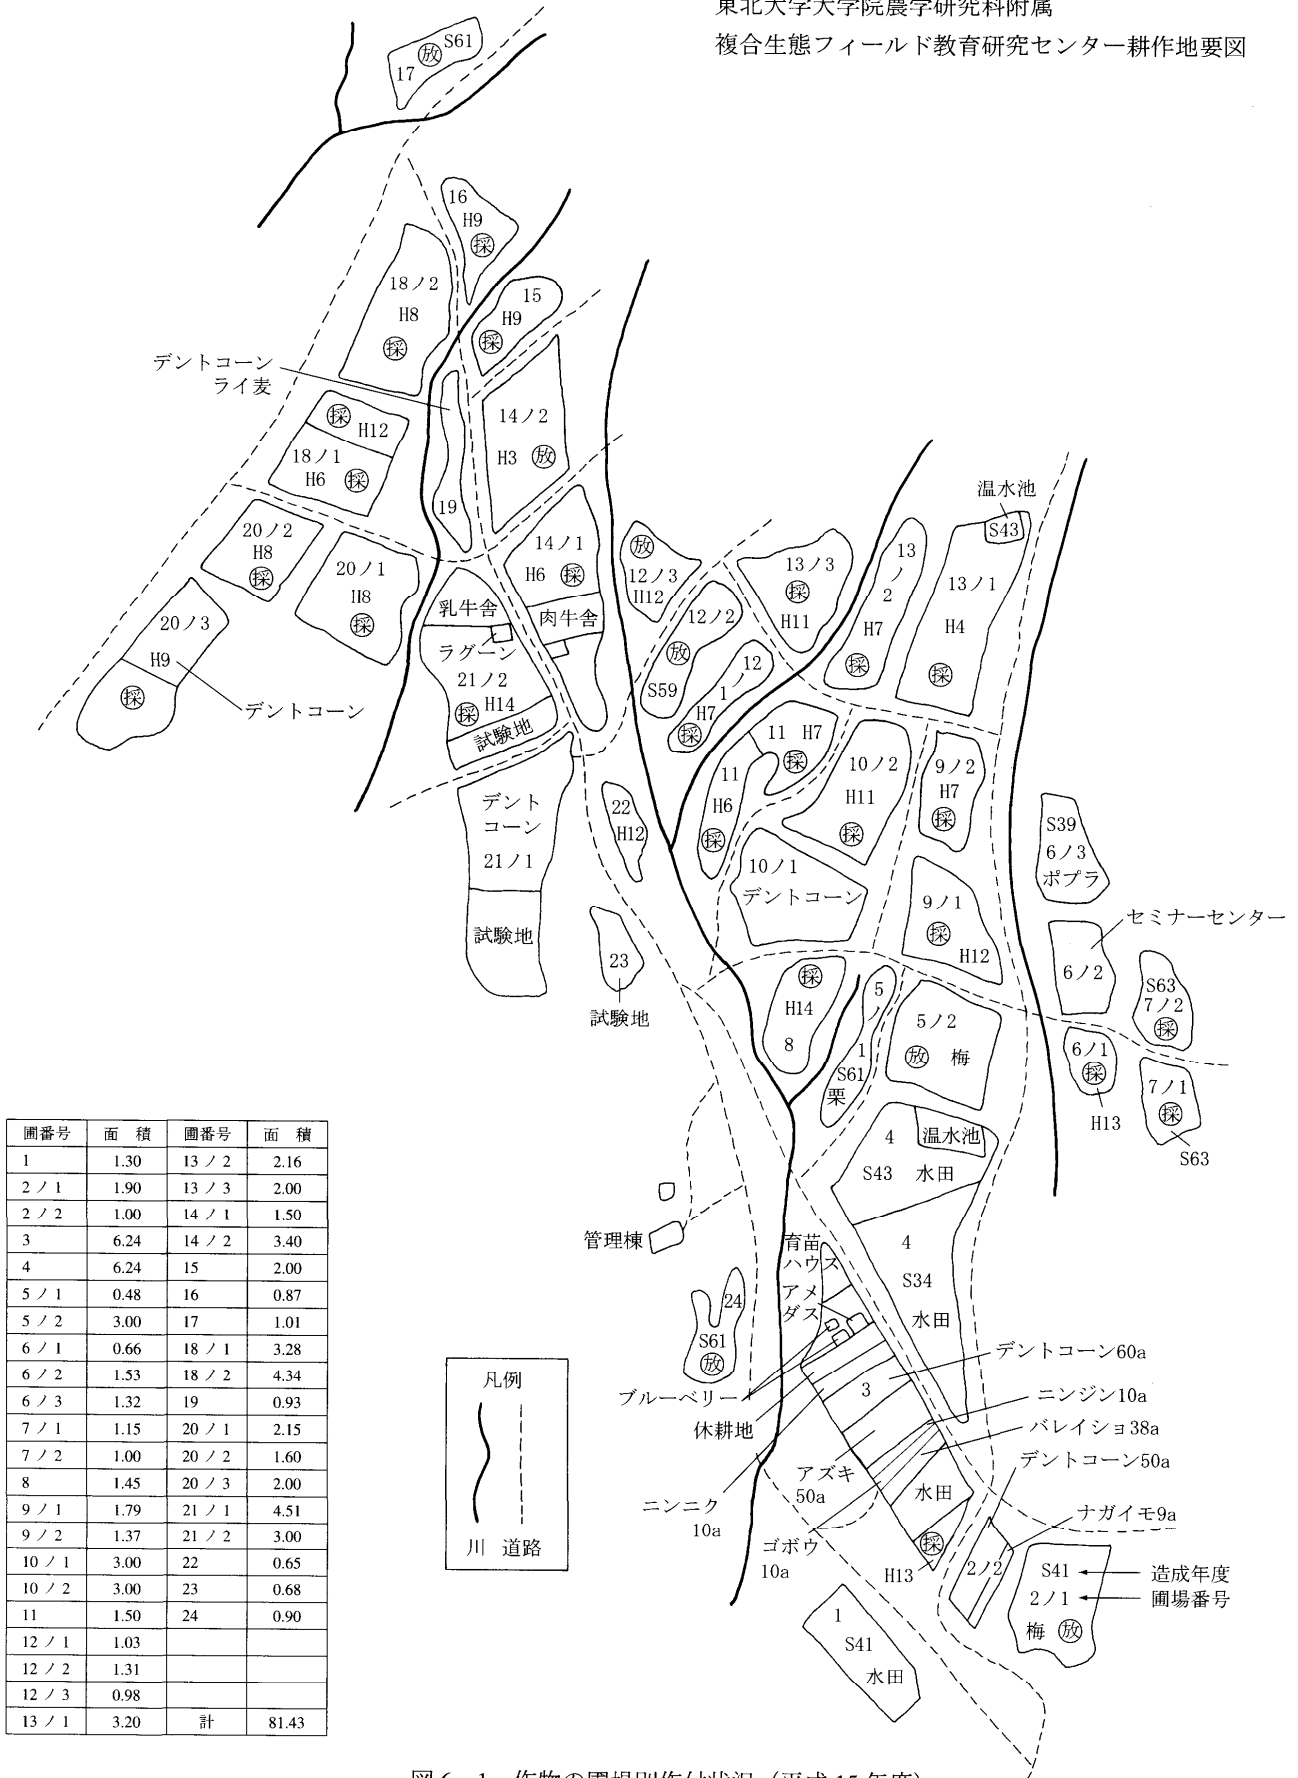 東北大学大学院農学研究科附属
複合生態フィールド教育研究センター耕作地要図
S61
放
17
16
H9
採
18ノ2
H8
採
15
H9
採
デントコーン
ライ麦
採
H12
18ノ1
H6 採
14ノ2
H3 放
19
温水池
S43
20ノ2
H8
採
20ノ1
H8
採
14ノ1
H6 採
放
12ノ3
H12
13ノ3
採
H11
13
ノ
2
H7
採
13ノ1
H4
採
20ノ3
H9
採
デントコーン
乳牛舎
肉牛舎
ラグーン
21ノ2
採 H14
試験地
12ノ2
放
S59
12
ノ
1
H7
採
11 H7
採
11
H6
採
10ノ2
H11
採
9ノ2
H7
採
デント
コーン
21ノ1
試験地
22
H12
10ノ1
デントコーン
S39
6ノ3
ポプラ
9ノ1
採
H12
セミナーセンター
6ノ2
23
試験地
採
H14
8
5
ノ
1
S61
栗
5ノ2
放 梅
S63
7ノ2
採
6ノ1
採
H13
7ノ1
採
S63
4 温水池
S43 水田
管理棟
育苗
ハウス
アメ
ダス
4
S34
水田
24
S61
放
デントコーン60a
3
ブルーベリー
休耕地
ニンジン10a
バレイショ38a
デントコーン50a
アズキ
50a
ニンニク
10a
ゴボウ
10a
水田
採
H13
ナガイモ9a
2ノ2
S41 造成年度
2ノ1 圃場番号
梅 放
1
S41
水田
凡例
川 道路
圃番号 面 積 圃番号 面 積
1 1.30 13ノ2 2.16
2ノ1 1.90 13ノ3 2.00
2ノ2 1.00 14ノ1 1.50
3 6.24 14ノ2 3.40
4 6.24 15 2.00
5ノ1 0.48 16 0.87
5ノ2 3.00 17 1.01
6ノ1 0.66 18ノ1 3.28
6ノ2 1.53 18ノ2 4.34
6ノ3 1.32 19 0.93
7ノ1 1.15 20ノ1 2.15
7ノ2 1.00 20ノ2 1.60
8 1.45 20ノ3 2.00
9ノ1 1.79 21ノ1 4.51
9ノ2 1.37 21ノ2 3.00
10ノ1 3.00 22 0.65
10ノ2 3.00 23 0.68
11 1.50 24 0.90
12ノ1 1.03
12ノ2 1.31
12ノ3 0.98
13ノ1 3.20 計 81.43